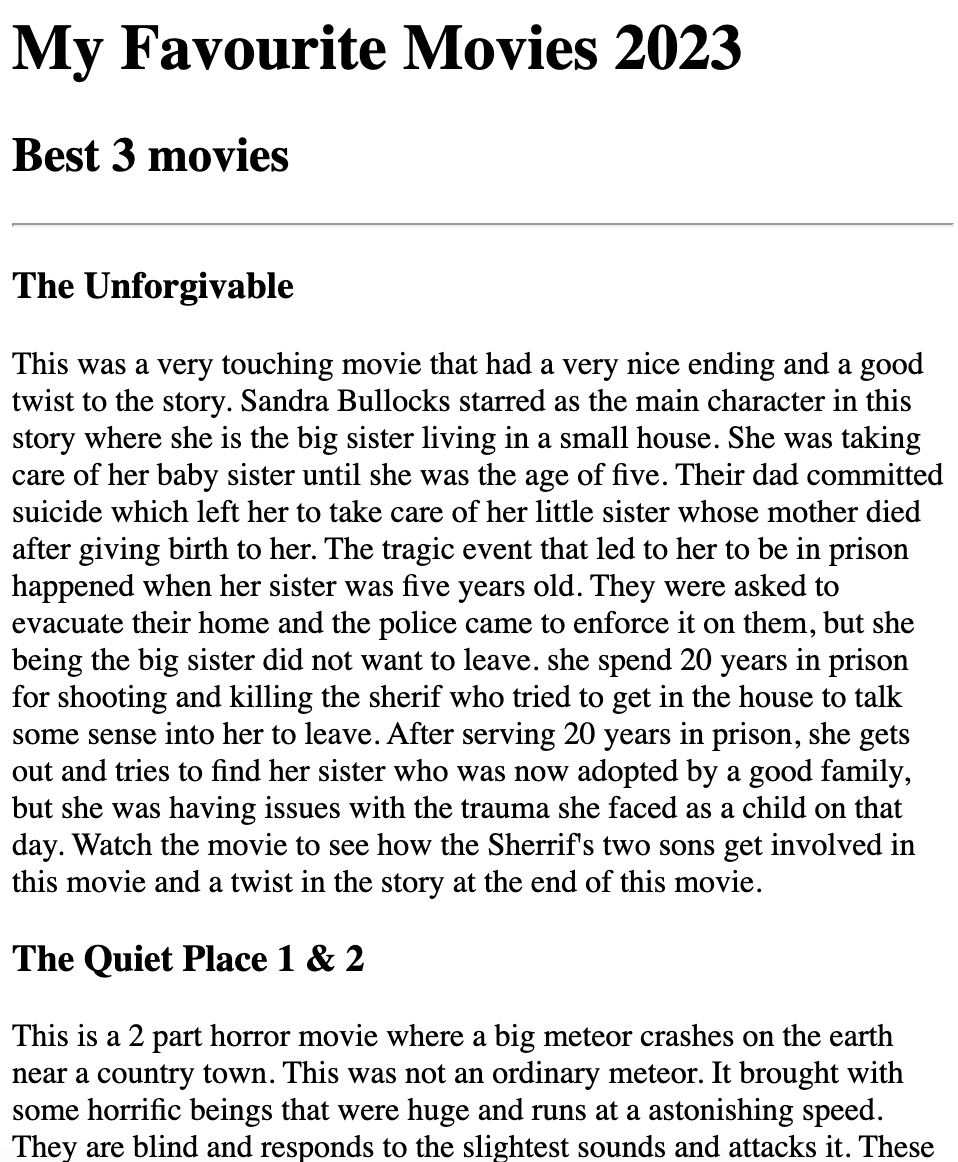 My Favourite Movies 2023
Best 3 movies
The Unforgivable
This was a very touching movie that had a very nice ending and a good
twist to the story. Sandra Bullocks starred as the main character in this
story where she is the big sister living in a small house. She was taking
care of her baby sister until she was the age of five. Their dad committed
suicide which left her to take care of her little sister whose mother died
after giving birth to her. The tragic event that led to her to be in prison
happened when her sister was five years old. They were asked to
evacuate their home and the police came to enforce it on them, but she
being the big sister did not want to leave. she spend 20 years in prison
for shooting and killing the sherif who tried to get in the house to talk
some sense into her to leave. After serving 20 years in prison, she gets
out and tries to find her sister who was now adopted by a good family,
but she was having issues with the trauma she faced as a child on that
day. Watch the movie to see how the Sherrif's two sons get involved in
this movie and a twist in the story at the end of this movie.
The Quiet Place 1 & 2
This is a 2 part horror movie where a big meteor crashes on the earth
near a country town. This was not an ordinary meteor. It brought with
some horrific beings that were huge and runs at a astonishing speed.
They are blind and responds to the slightest sounds and attacks it. These